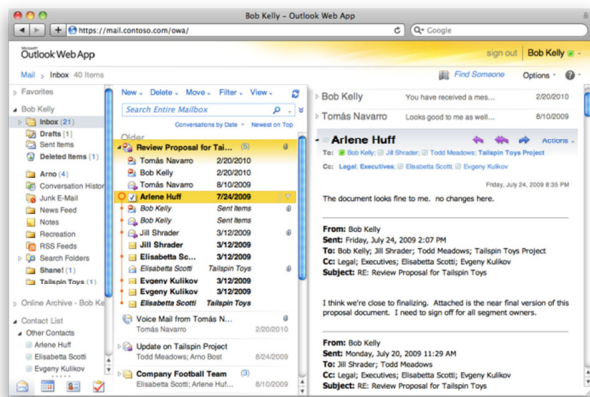 Bob Kelly – Outlook Web App
https://mail.contoso.com/owa/
Google
Microsoft
Outlook Web App
sign out
Bob Kelly
Mail > Inbox 40 Items
Find Someone
Options
Favorites
Bob Kelly
Inbox (21)
Drafts (1)
Sent Items
Deleted Items (1)
Arno (4)
Conversation Histor
Junk E-Mail
News Feed
Notes
Recreation
RSS Feeds
Search Folders
Shane! (1)
Tailspin Toys (1)
Online Archive - Bob Ke
Contact List
Other Contacts
Arlene Huff
Elisabetta Scotti
Evgeny Kulikov
New Delete Move Filter View
Search Entire Mailbox
Conversations by Date Newest on Top
Older
Review Proposal for Tai... (5)
Tomás Navarro 2/20/2010
Bob Kelly 2/20/2010
Tomás Navarro 8/10/2009
Arlene Huff 7/24/2009
Bob Kelly Sent Items
Bob Kelly Sent Items
Jill Shrader 3/12/2009
Jill Shrader 3/12/2009
Elisabetta Sc... 3/12/2009
Elisabetta Scotti Tailspin Toys
Evgeny Kulikov 3/12/2009
Evgeny Kulikov 3/12/2009
Elisabetta Scotti Tailspin Toys
Voice Mail from Tomás N...
Tomás Navarro 2/20/2010
Update on Tailspin Project
Todd Meadows; Arno Bost 8/24/2009
Company Football Team (3)
Elisabetta Scotti; Arlene Huf... 8/10/2009
Bob Kelly You have received a mes... 2/20/2010
Tomás Navarro Looks good to me as well... 8/10/2009
Arlene Huff
Actions
To: Bob Kelly; Jill Shrader; Todd Meadows; Tailspin Toys Project
Cc: Legal; Executives; Elisabetta Scotti; Evgeny Kulikov
Friday, July 24, 2009 8:35 PM
The document looks fine to me. no changes here.
From: Bob Kelly
Sent: Friday, July 24, 2009 2:07 PM
To: Bob Kelly; Jill Shrader; Todd Meadows; Tailspin Toys Project
Cc: Legal; Executives; Elisabetta Scotti; Evgeny Kulikov
Subject: RE: Review Proposal for Tailspin Toys
I think we're close to finalizing. Attached is the near final version of this
proposal document. I need to sign off for all segment owners.
From: Bob Kelly
Sent: Monday, July 20, 2009 11:29 AM
To: Jill Shrader; Todd Meadows
Cc: Legal; Executives; Elisabetta Scotti; Evgeny Kulikov
Subject: RE: Review Proposal for Tailspin Toys